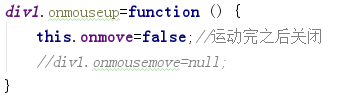 div1.onmouseup=function () {
this.onmove=false;//运动完之后关闭
//div1.onmousemove=null;
}